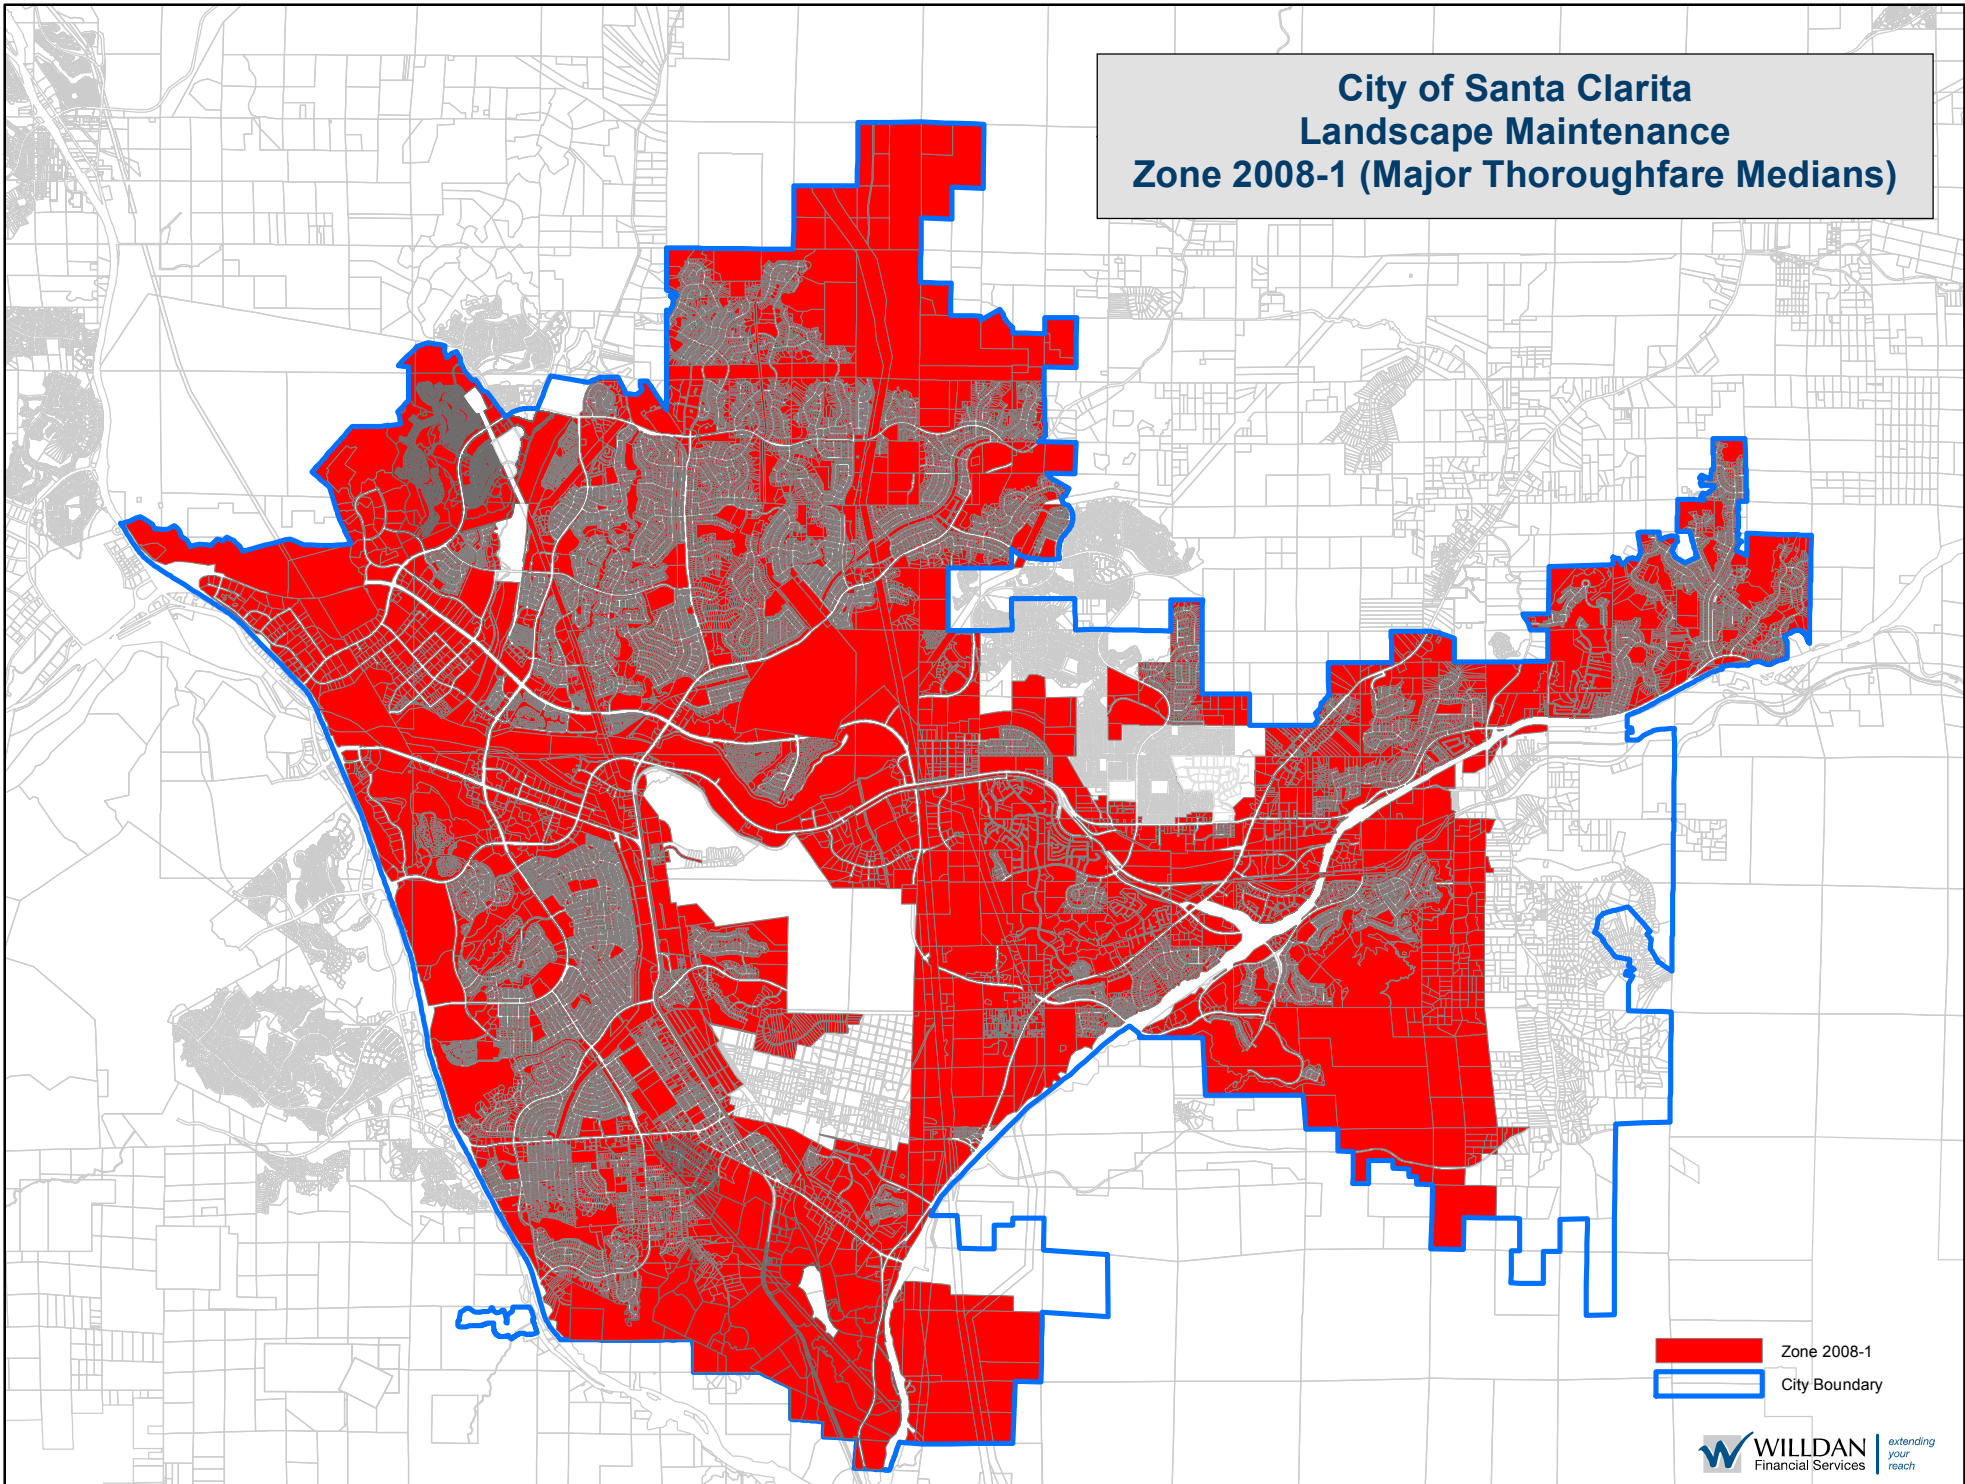 City of Santa Clarita
Landscape Maintenance
Zone 2008-1 (Major Thoroughfare Medians)
Zone 2008-1
City Boundary
WILLDAN
Financial Services
extending
your
reach